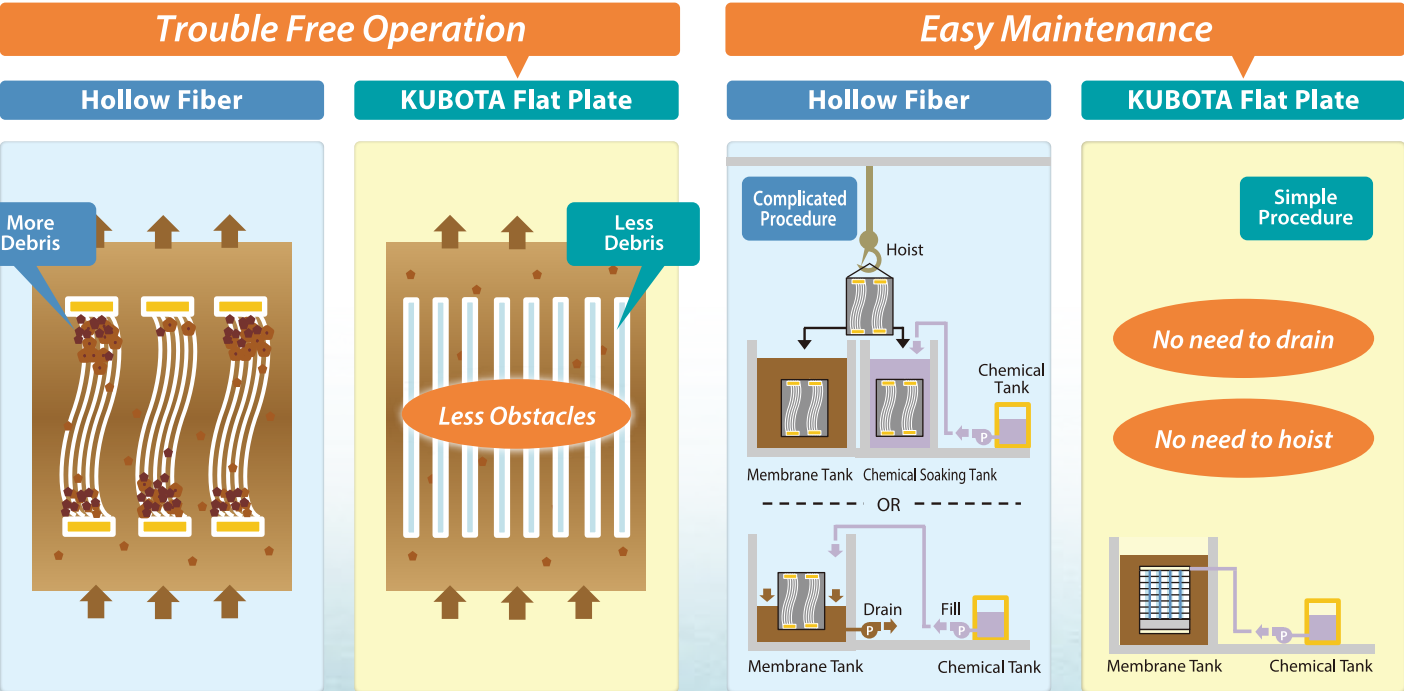 Trouble Free Operation
Easy Maintenance
Hollow Fiber
KUBOTA Flat Plate
Hollow Fiber
KUBOTA Flat Plate
More
Debris
Less
Debris
Less Obstacles
Complicated
Procedure
Hoist
Chemical
Tank
P
Membrane Tank
Chemical Soaking Tank
OR
Drain
Fill
P
P
Membrane Tank
Chemical Tank
Simple
Procedure
No need to drain
No need to hoist
P
Membrane Tank
Chemical Tank